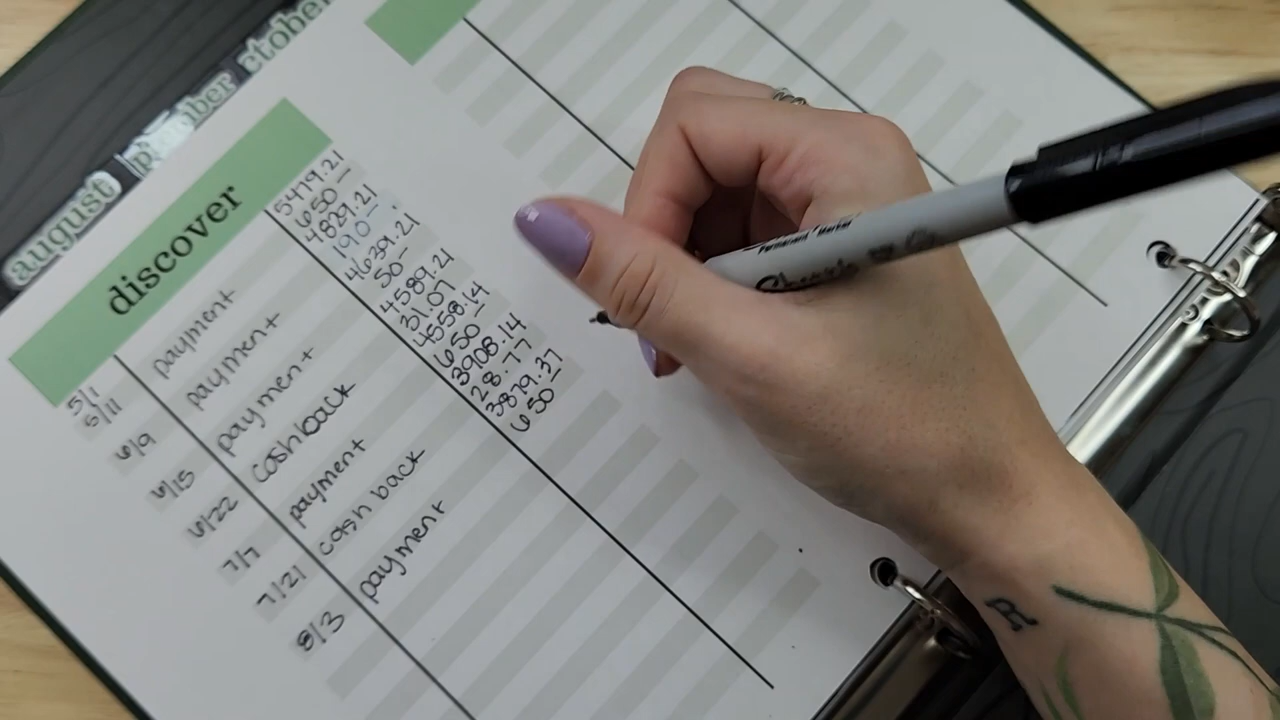 august
ctober
discover
5/1 5479.21
5/11 payment 650 –
4829.21
6/9 payment 190 –
4639.21
6/15 payment 50 –
4589.21
6/22 cashback 31.07
4558.14
7/7 payment 650 –
3908.14
7/21 cash back 28.77
3879.37
8/3 payment 650 –
Permanent Marker
R